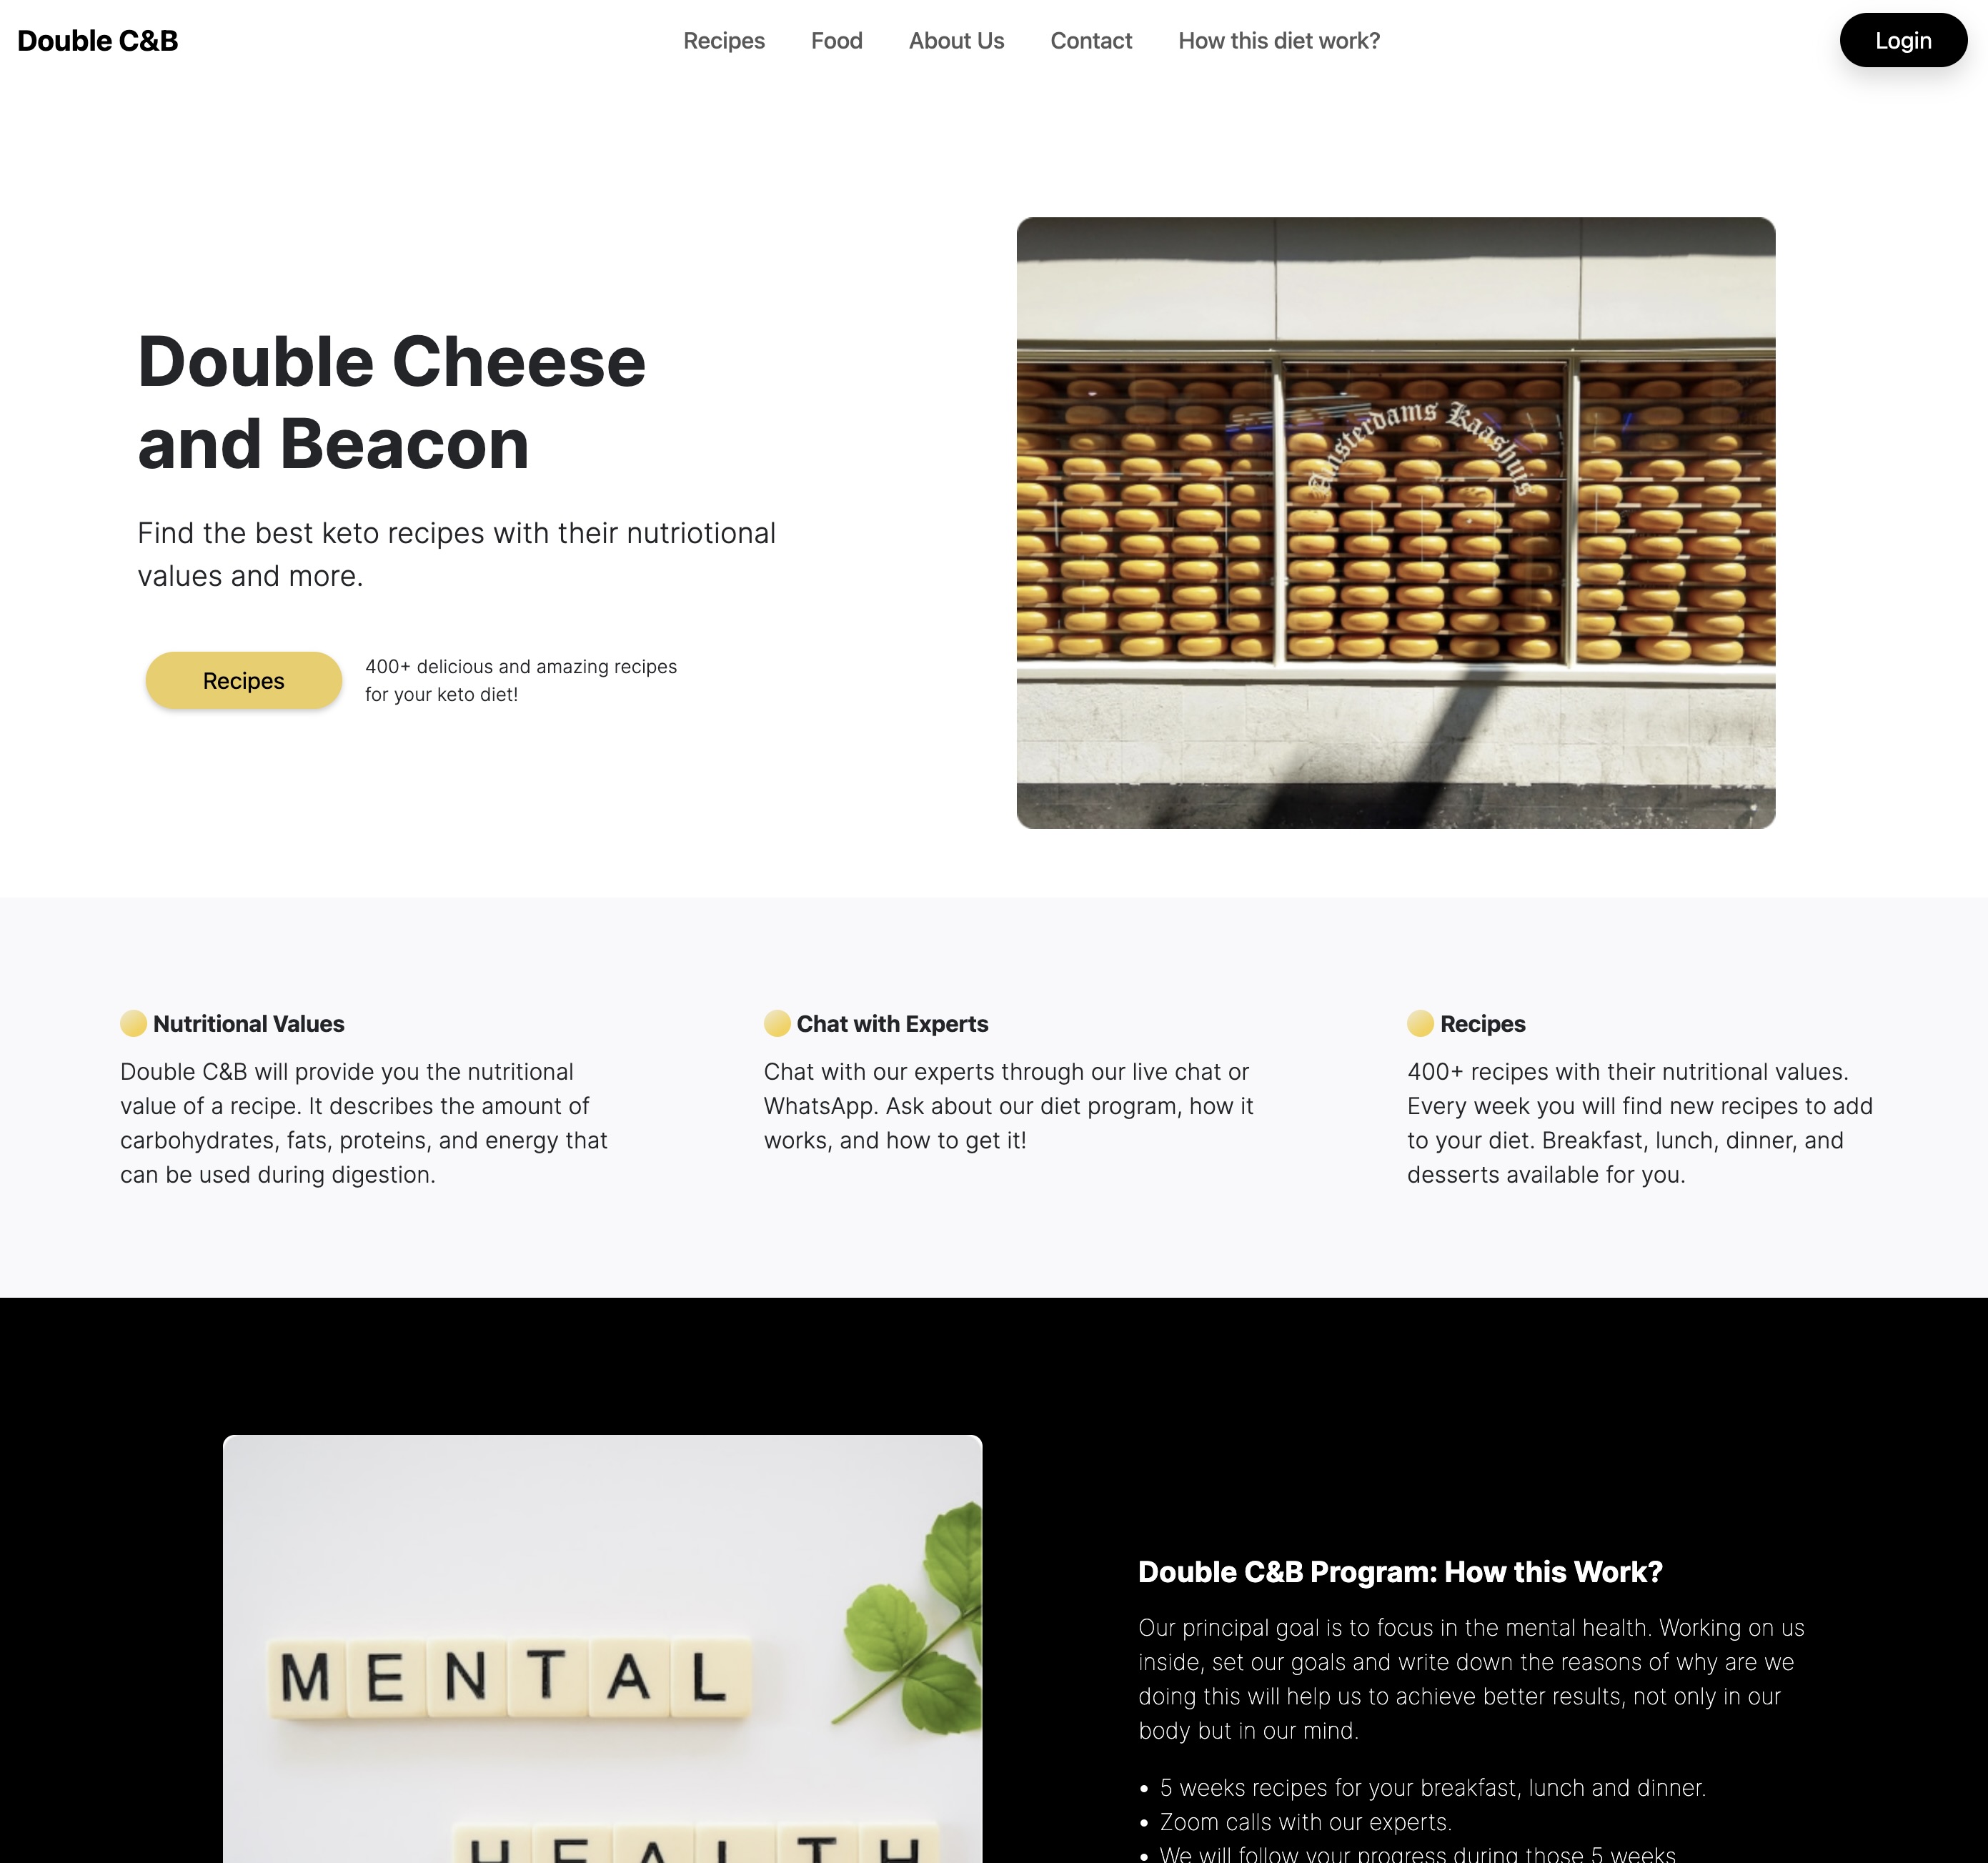 Double C&B
Recipes Food About Us Contact How this diet work?
Login
Double Cheese
and Beacon
Find the best keto recipes with their nutriotional
values and more.
Recipes
400+ delicious and amazing recipes
for your keto diet!
Amsterdams Kaashuis
Nutritional Values
Double C&B will provide you the nutritional
value of a recipe. It describes the amount of
carbohydrates, fats, proteins, and energy that
can be used during digestion.
Chat with Experts
Chat with our experts through our live chat or
WhatsApp. Ask about our diet program, how it
works, and how to get it!
Recipes
400+ recipes with their nutritional values.
Every week you will find new recipes to add
to your diet. Breakfast, lunch, dinner, and
desserts available for you.
MENTAL
HEALTH
Double C&B Program: How this Work?
Our principal goal is to focus in the mental health. Working on us
inside, set our goals and write down the reasons of why are we
doing this will help us to achieve better results, not only in our
body but in our mind.
• 5 weeks recipes for your breakfast, lunch and dinner.
• Zoom calls with our experts.
• We will follow your progress during those 5 weeks